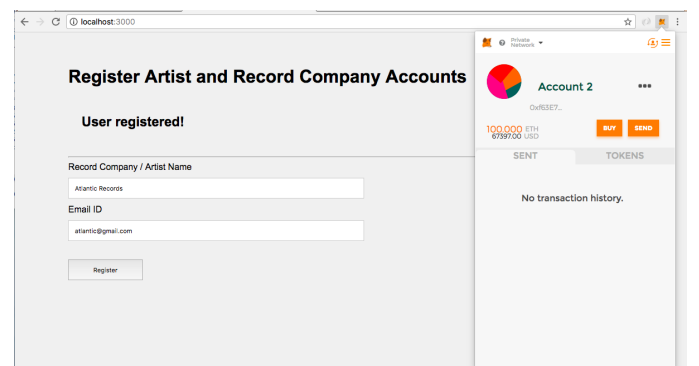 localhost:3000
Private
Network
Register Artist and Record Company Accounts
User registered!
Record Company / Artist Name
Atlantic Records
Email ID
atlantic@gmail.com
Register
Account 2
0xf63E7...
100.000 ETH
67397.00 USD
BUY
SEND
SENT
TOKENS
No transaction history.